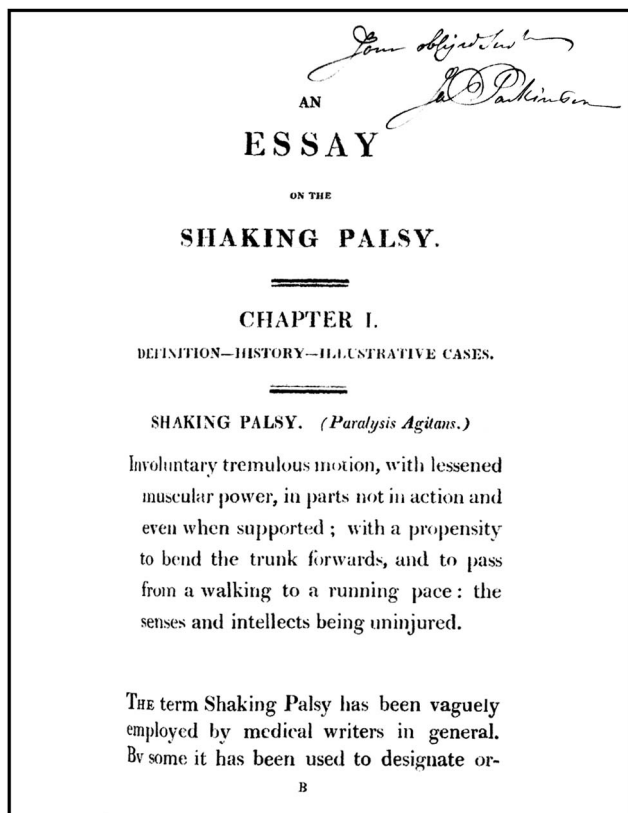 Your obliged Serv^t
Ja^s Parkinson
AN
ESSAY
ON THE
SHAKING PALSY.
CHAPTER I.
DEFINITION—HISTORY—ILLUSTRATIVE CASES.
SHAKING PALSY. (Paralysis Agitans.)
Involuntary tremulous motion, with lessened
muscular power, in parts not in action and
even when supported; with a propensity
to bend the trunk forwards, and to pass
from a walking to a running pace: the
senses and intellects being uninjured.
THE term Shaking Palsy has been vaguely
employed by medical writers in general.
By some it has been used to designate or-
B